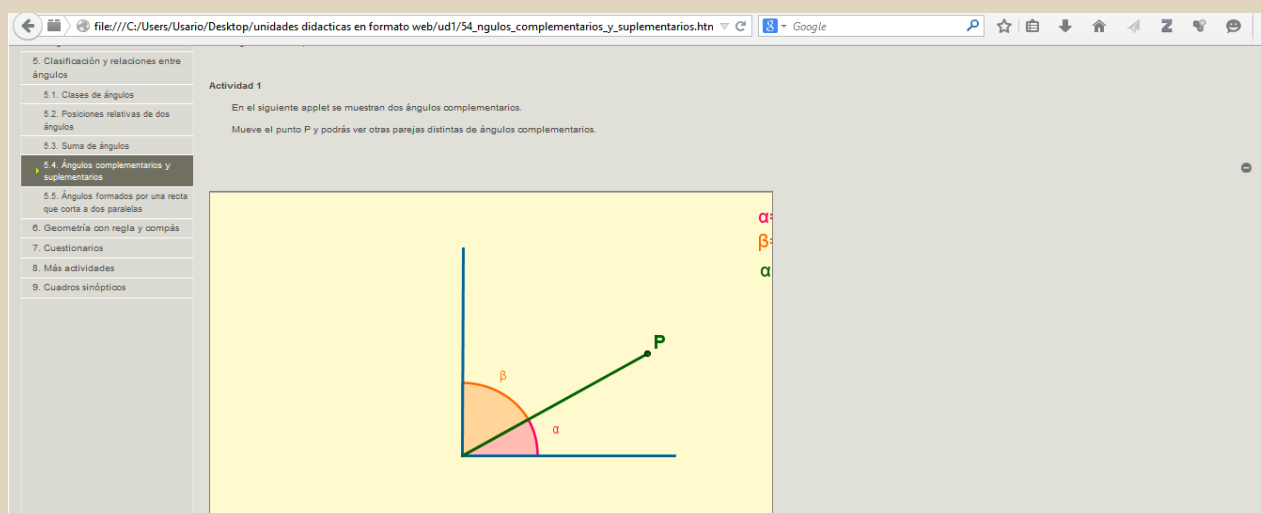 file:///C:/Users/Usario/Desktop/unidades didacticas en formato web/ud1/54_ngulos_complementarios_y_suplementarios.htn
Google
5. Clasificación y relaciones entre
ángulos
5.1. Clases de ángulos
5.2. Posiciones relativas de dos
ángulos
5.3. Suma de ángulos
5.4. Ángulos complementarios y
suplementarios
5.5. Ángulos formados por una recta
que corta a dos paralelas
6. Geometría con regla y compás
7. Cuestionarios
8. Más actividades
9. Cuadros sinópticos
Actividad 1
En el siguiente applet se muestran dos ángulos complementarios.
Mueve el punto P y podrás ver otras parejas distintas de ángulos complementarios.
α=
β=
α
P
β
α